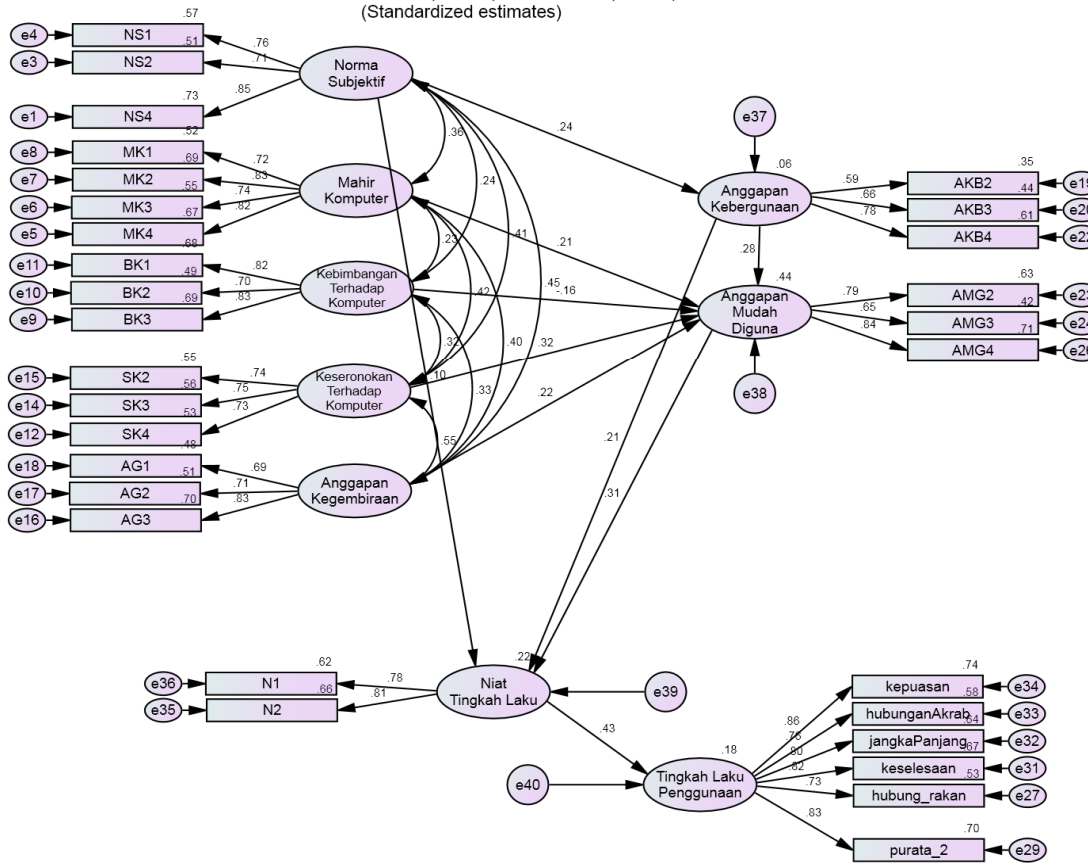 (Standardized estimates)
.57
e4
NS1
.51
e3
NS2
.76
.71
.85
.73
e1
NS4
Norma
Subjektif
.52
e8
MK1
.69
e7
MK2
.55
e6
MK3
.67
e5
MK4
.72
.83
.74
.82
Mahir
Komputer
.68
e11
BK1
.49
e10
BK2
.69
e9
BK3
.82
.70
.83
Kebimbangan
Terhadap
Komputer
.55
e15
SK2
.56
e14
SK3
.53
e12
SK4
.74
.75
.73
Keseronokan
Terhadap
Komputer
.48
e18
AG1
.51
e17
AG2
.70
e16
AG3
.69
.71
.83
Anggapan
Kegembiraan
.36
.24
.23
.41
.42
.45
.32
.40
.32
.33
.55
.10
.24
.21
-.16
.22
e37
.06
Anggapan
Kebergunaan
.59
.66
.78
.35
AKB2
.44
AKB3
.61
AKB4
.28
.44
Anggapan
Mudah
Diguna
.79
.65
.84
.63
AMG2
.42
AMG3
.71
AMG4
e38
.21
.31
.62
e36
N1
.66
e35
N2
.78
.81
.22
Niat
Tingkah Laku
e39
.43
e40
.18
Tingkah Laku
Penggunaan
.86
.76
.80
.82
.73
.83
.74
kepuasan
e34
.58
hubunganAkrab
e33
.64
jangkaPanjang
e32
.67
keselesaan
e31
.53
hubung_rakan
e27
.70
purata_2
e29